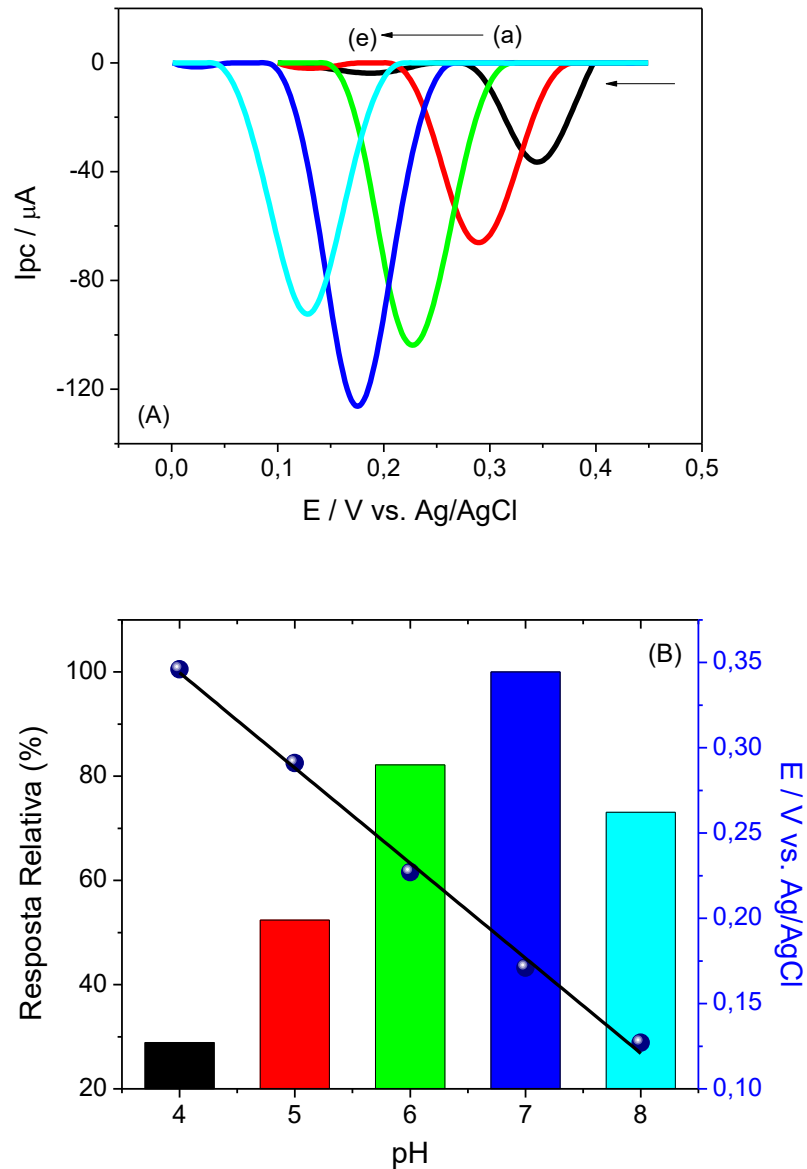 (e) (a)
0
-40
-80
-120
Ipc / μA
(A)
0,0 0,1 0,2 0,3 0,4 0,5
E / V vs. Ag/AgCl
(B)
100
80
60
40
20
Resposta Relativa (%)
0,35
0,30
0,25
0,20
0,15
0,10
E / V vs. Ag/AgCl
4 5 6 7 8
pH